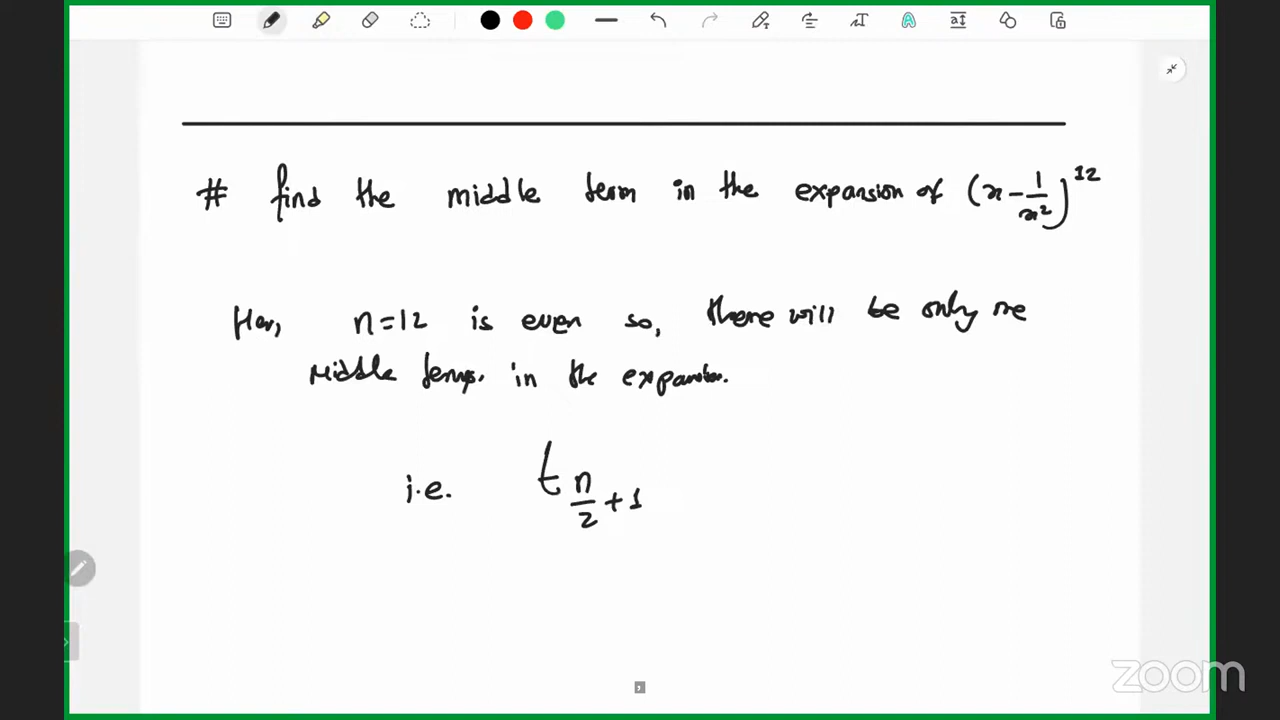 # find the middle term in the expansion of (x - 1/x²)¹²
Here, n=12 is even so, there will be only one
middle terms. in the expansion.
i.e. t n/2 + 1
,
zoom